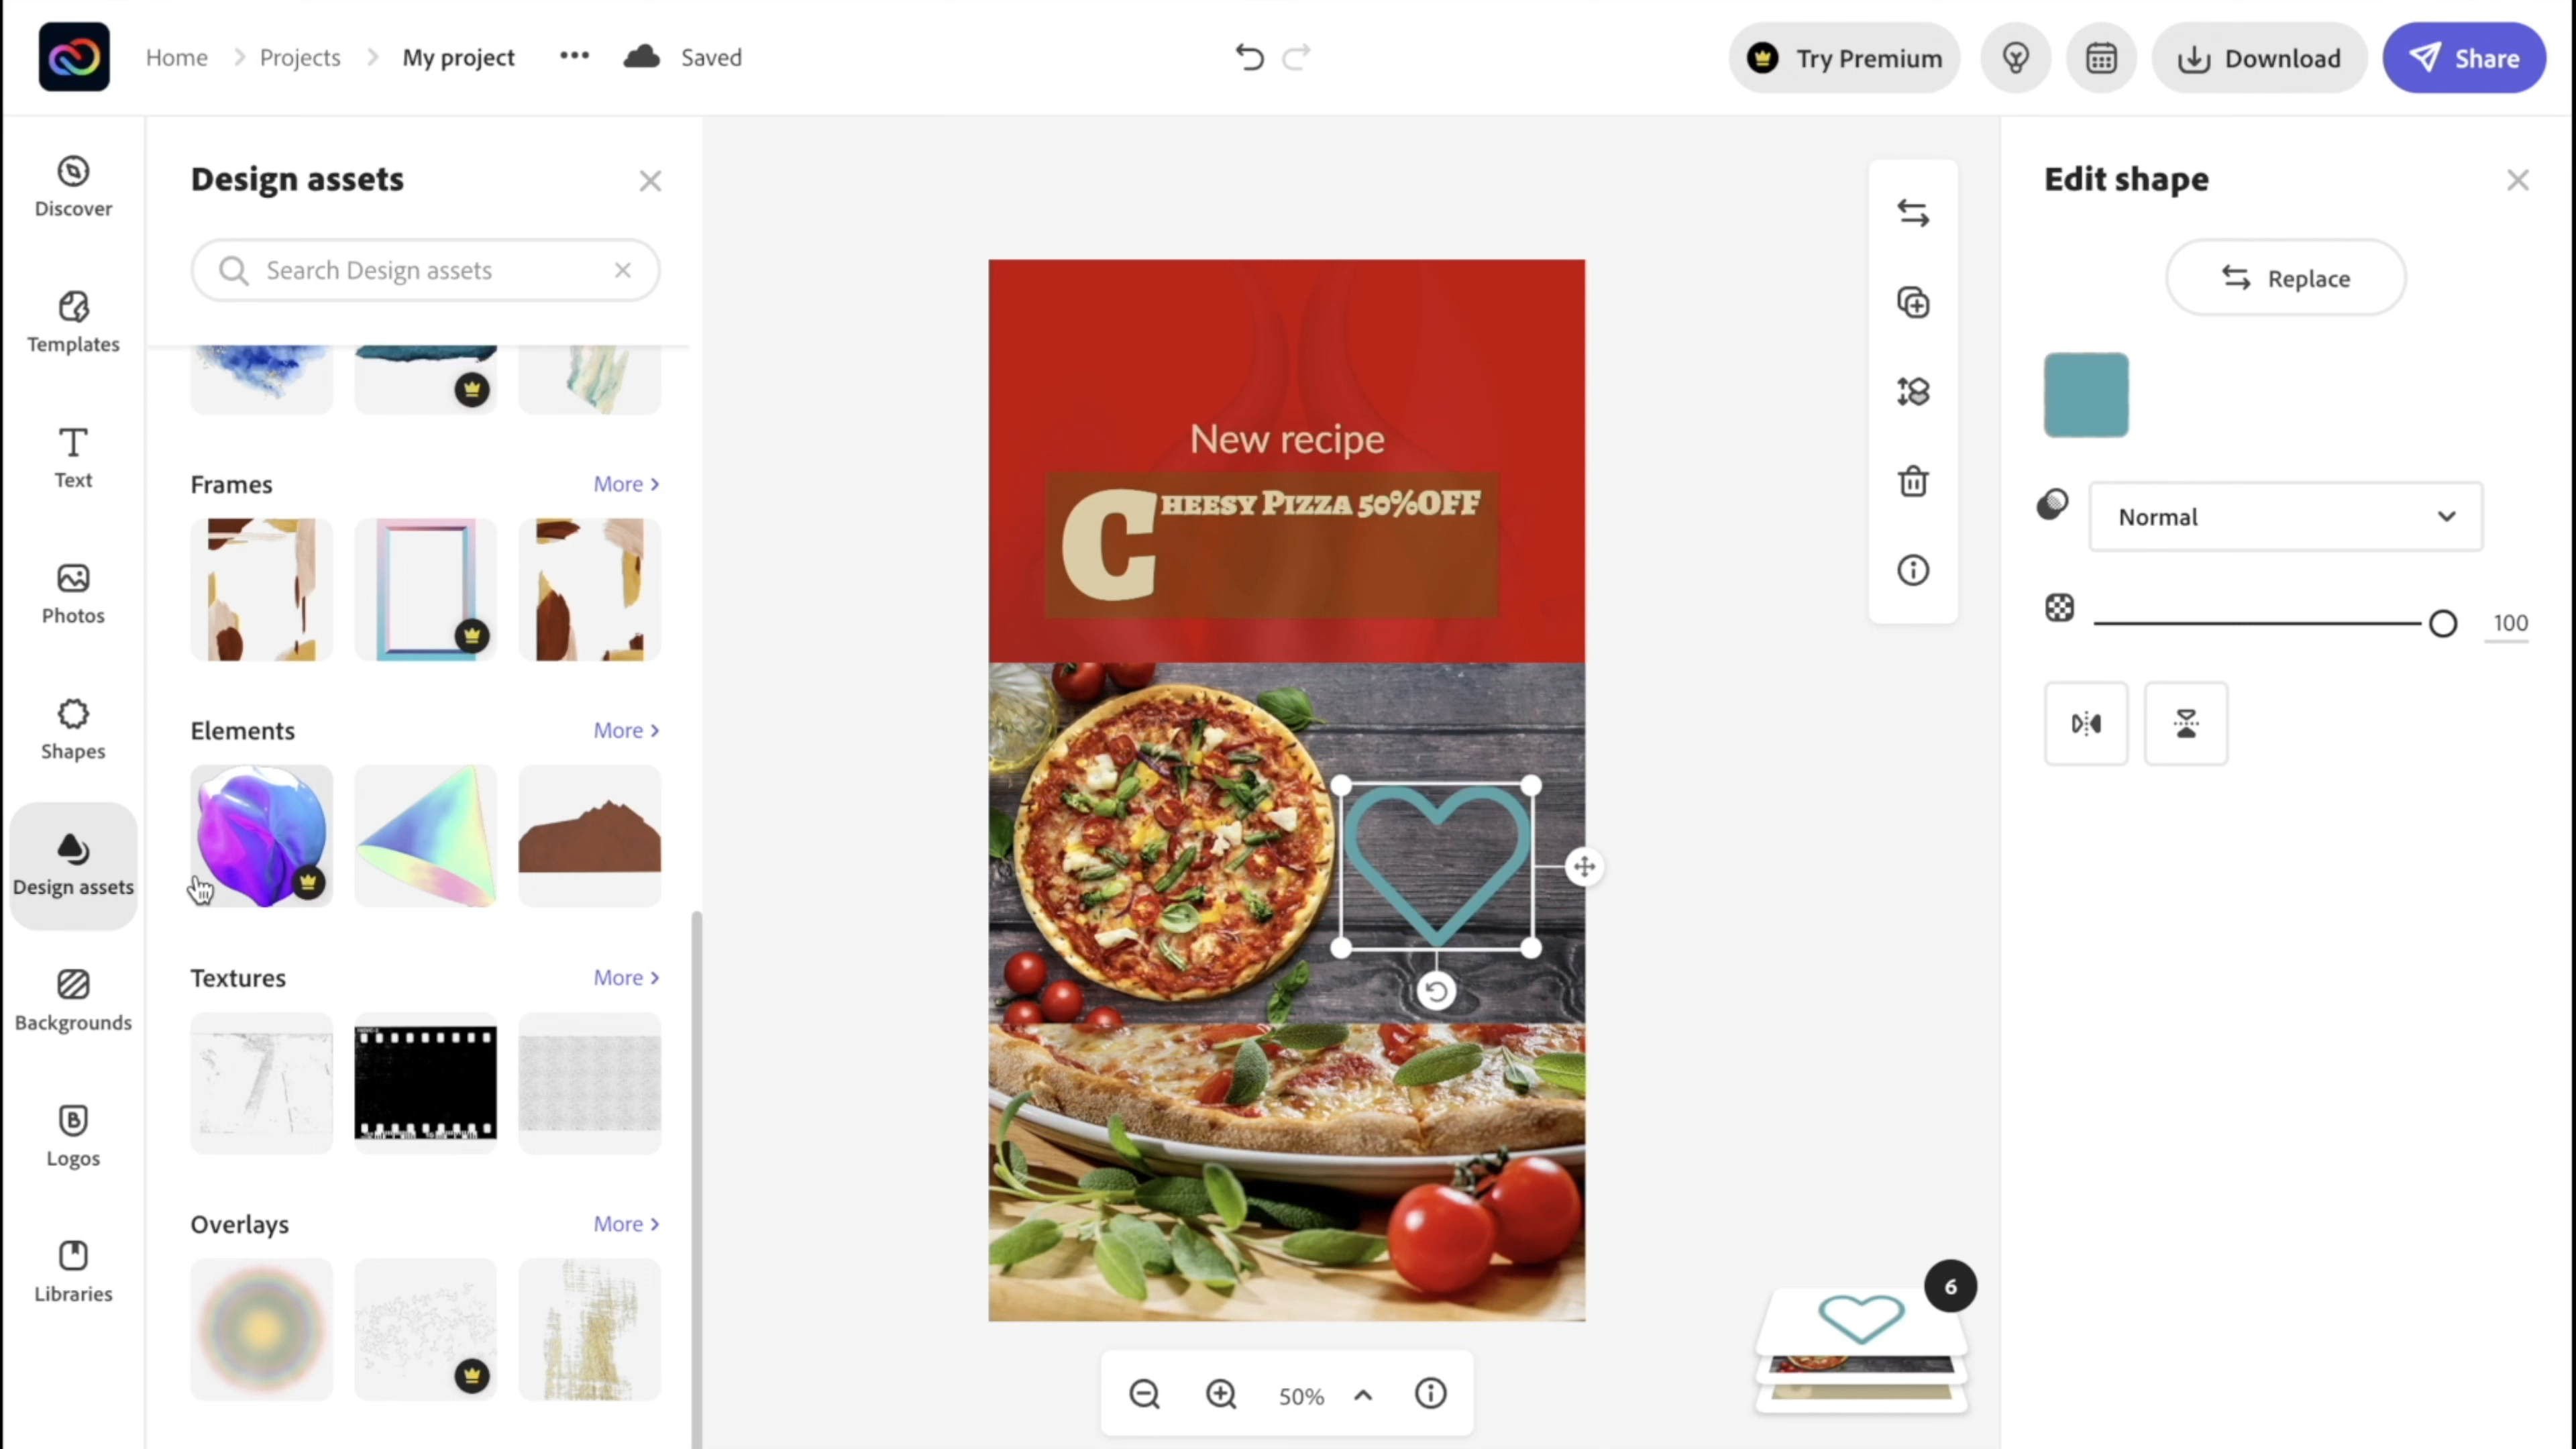 Home > Projects > My project ••• Saved
Try Premium
Download
Share
Discover
Templates
Text
Photos
Shapes
Design assets
Backgrounds
Logos
Libraries
Design assets
Search Design assets
Frames
More >
Elements
More >
Textures
More >
Overlays
More >
New recipe
CHEESY PIZZA 50%OFF
50%
6
Edit shape
Replace
Normal
100